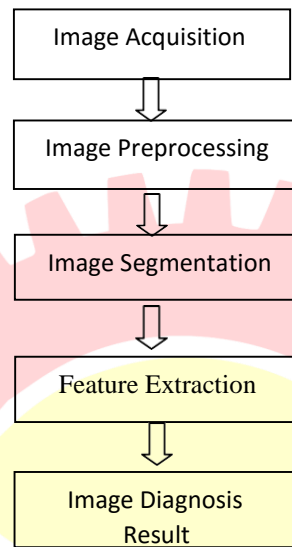 Image Acquisition
Image Preprocessing
Image Segmentation
Feature Extraction
Image Diagnosis
Result